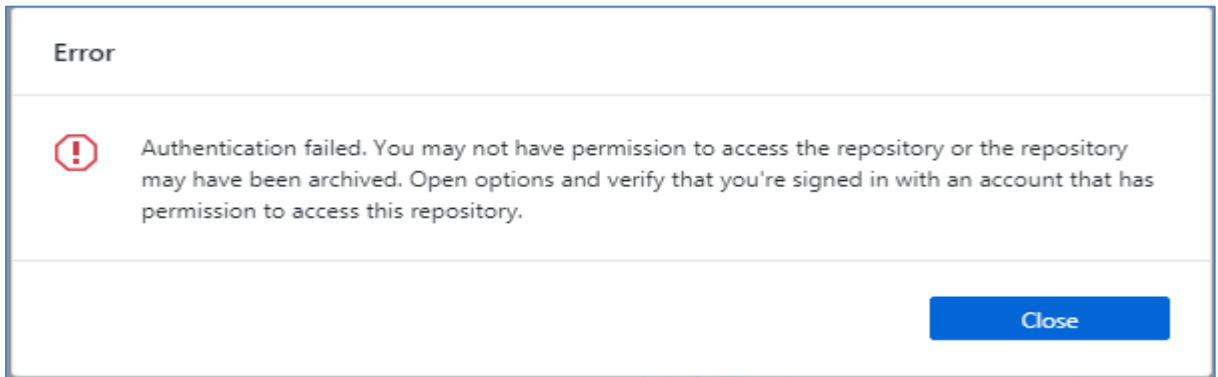 Error
Authentication failed. You may not have permission to access the repository or the repository
may have been archived. Open options and verify that you're signed in with an account that has
permission to access this repository.
Close